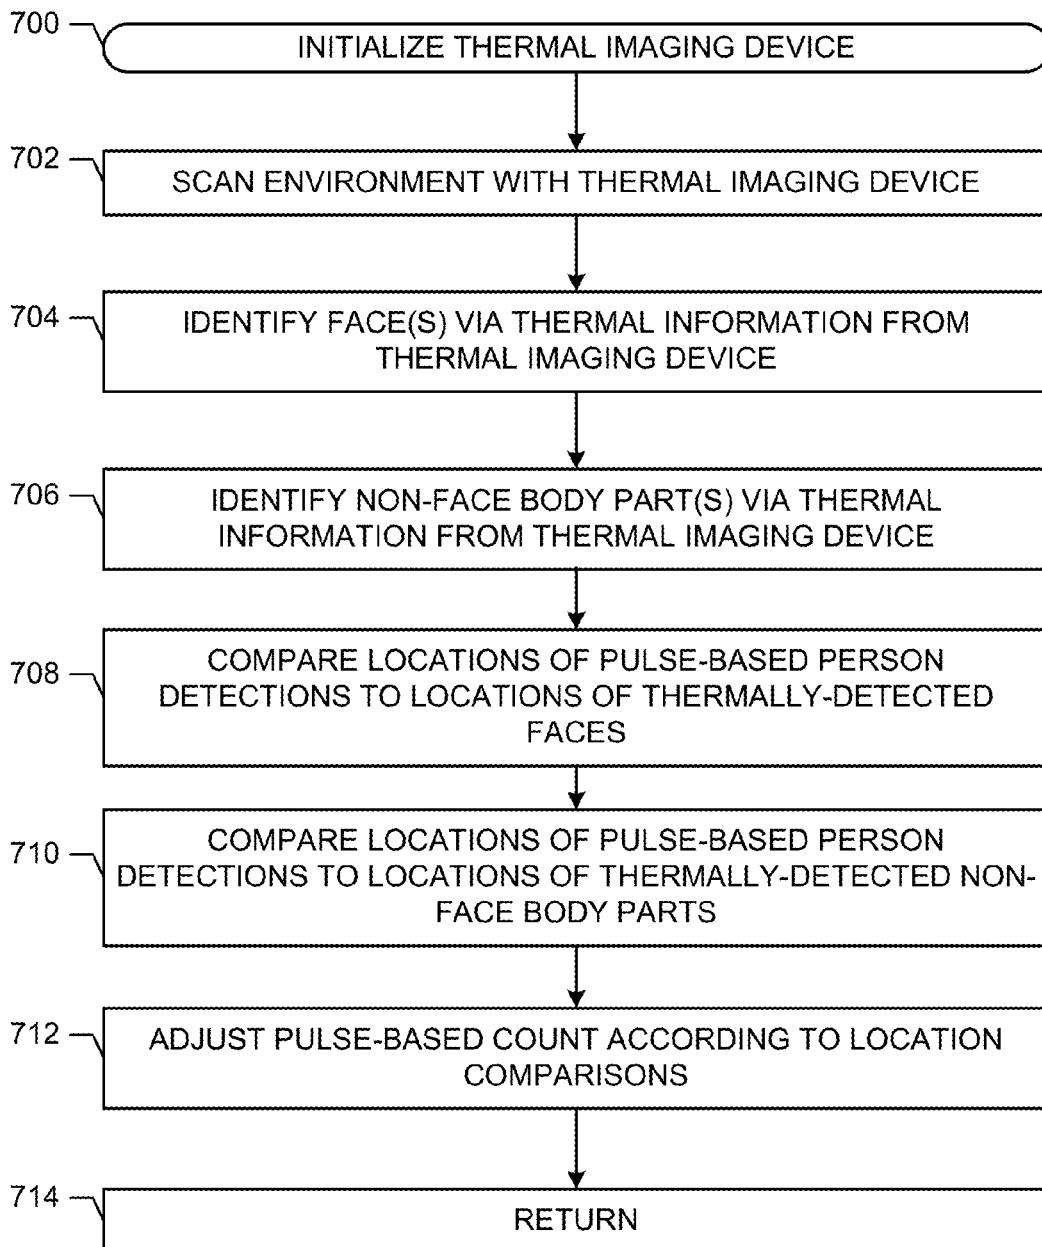 700
INITIALIZE THERMAL IMAGING DEVICE
702
SCAN ENVIRONMENT WITH THERMAL IMAGING DEVICE
704
IDENTIFY FACE(S) VIA THERMAL INFORMATION FROM
THERMAL IMAGING DEVICE
706
IDENTIFY NON-FACE BODY PART(S) VIA THERMAL
INFORMATION FROM THERMAL IMAGING DEVICE
708
COMPARE LOCATIONS OF PULSE-BASED PERSON
DETECTIONS TO LOCATIONS OF THERMALLY-DETECTED
FACES
710
COMPARE LOCATIONS OF PULSE-BASED PERSON
DETECTIONS TO LOCATIONS OF THERMALLY-DETECTED NON-
FACE BODY PARTS
712
ADJUST PULSE-BASED COUNT ACCORDING TO LOCATION
COMPARISONS
714
RETURN